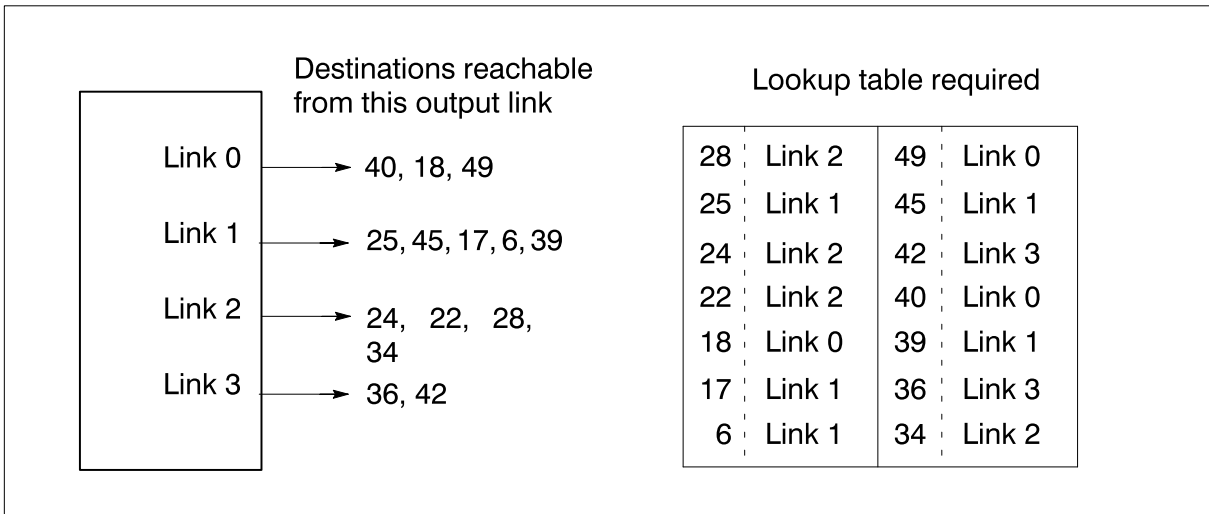 Destinations reachable
from this output link
Link 0
40, 18, 49
Link 1
25, 45, 17, 6, 39
Link 2
24, 22, 28,
34
Link 3
36, 42
Lookup table required
28 Link 2 49 Link 0
25 Link 1 45 Link 1
24 Link 2 42 Link 3
22 Link 2 40 Link 0
18 Link 0 39 Link 1
17 Link 1 36 Link 3
6 Link 1 34 Link 2